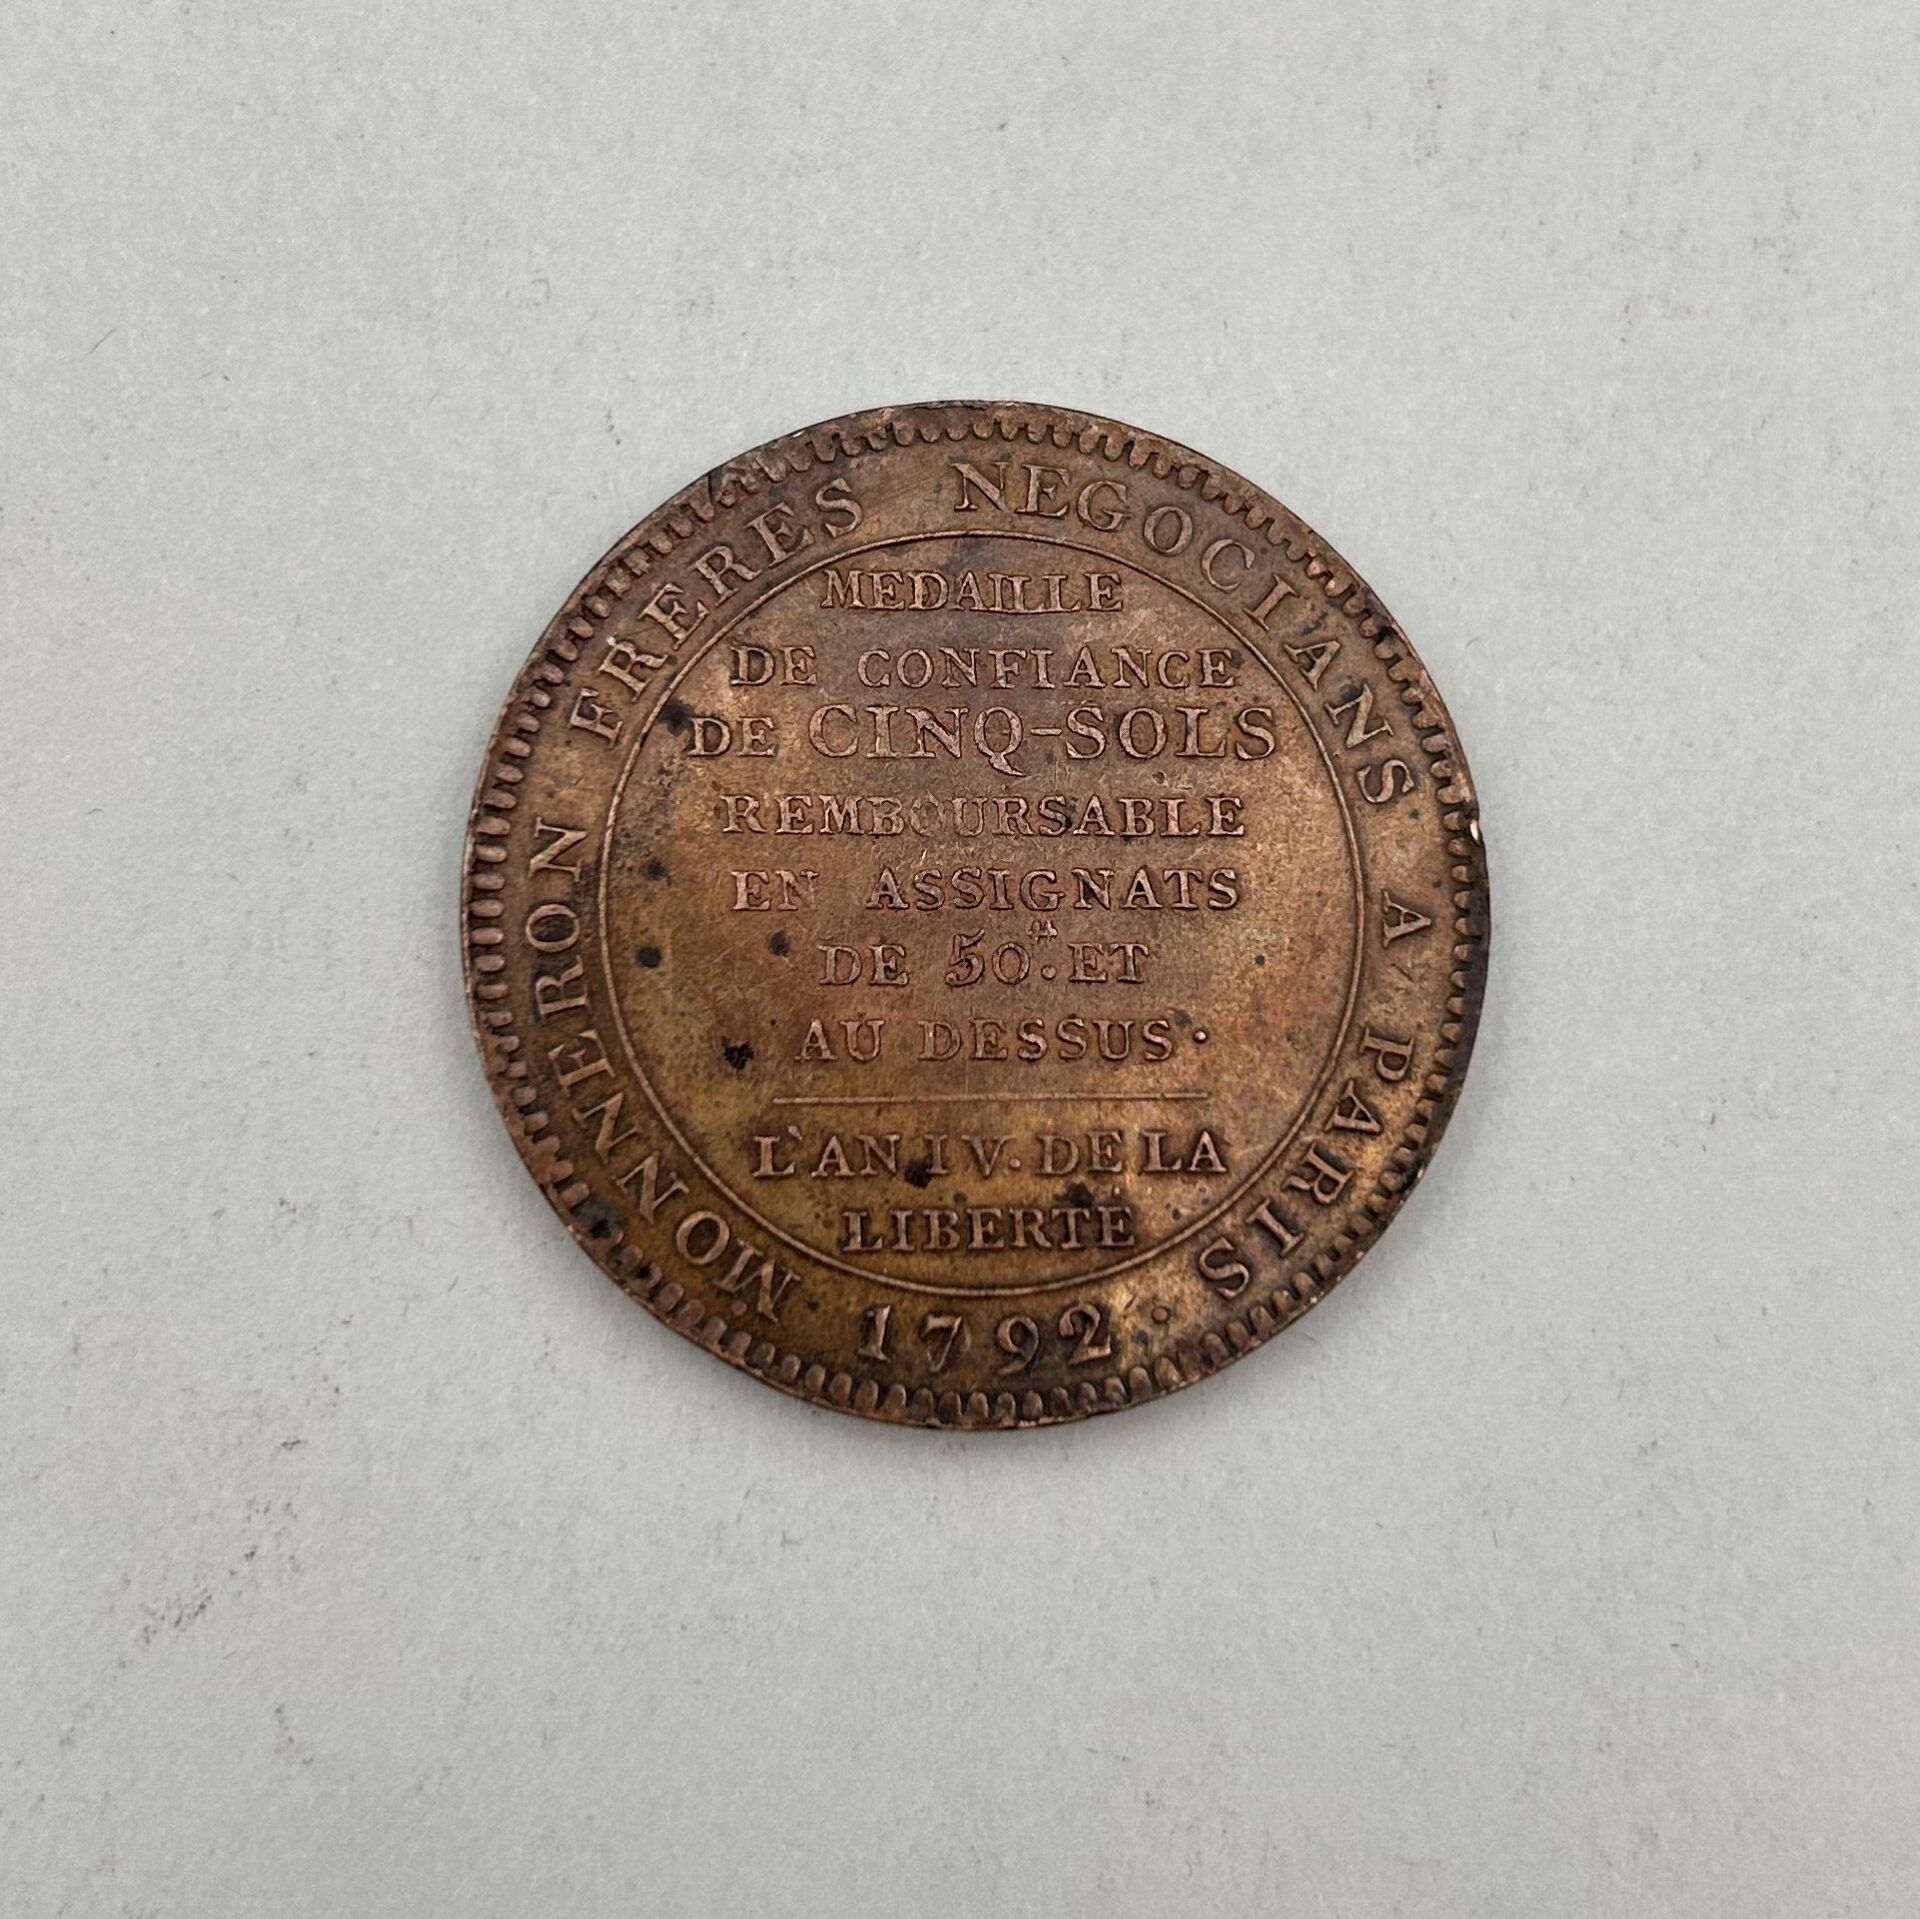 MONNERON FRERES NEGOCIANS A PARIS .
MEDAILLE
DE CONFIANCE
DE CINQ-SOLS
REMBOURSABLE
EN ASSIGNATS
DE 50.₶ ET
AU DESSUS.
L'AN IV. DE LA
LIBERTE
1792